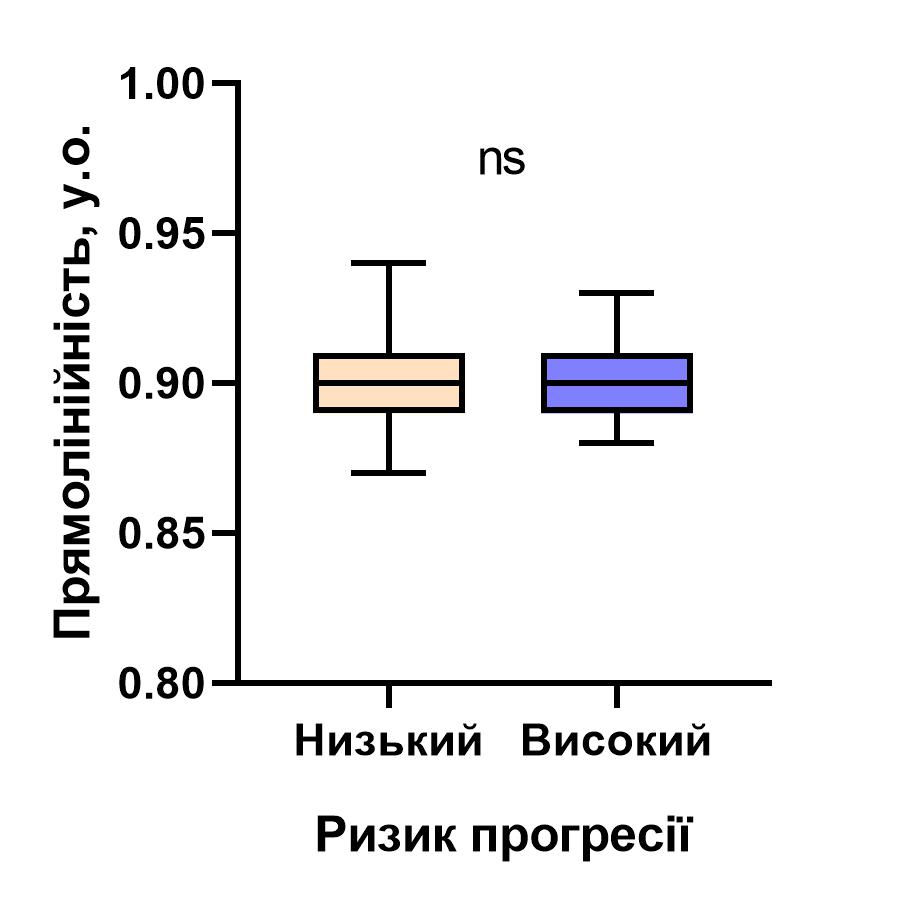 Прямолінійність, у.о.
1.00
0.95
0.90
0.85
0.80
ns
Низький Високий
Ризик прогресії